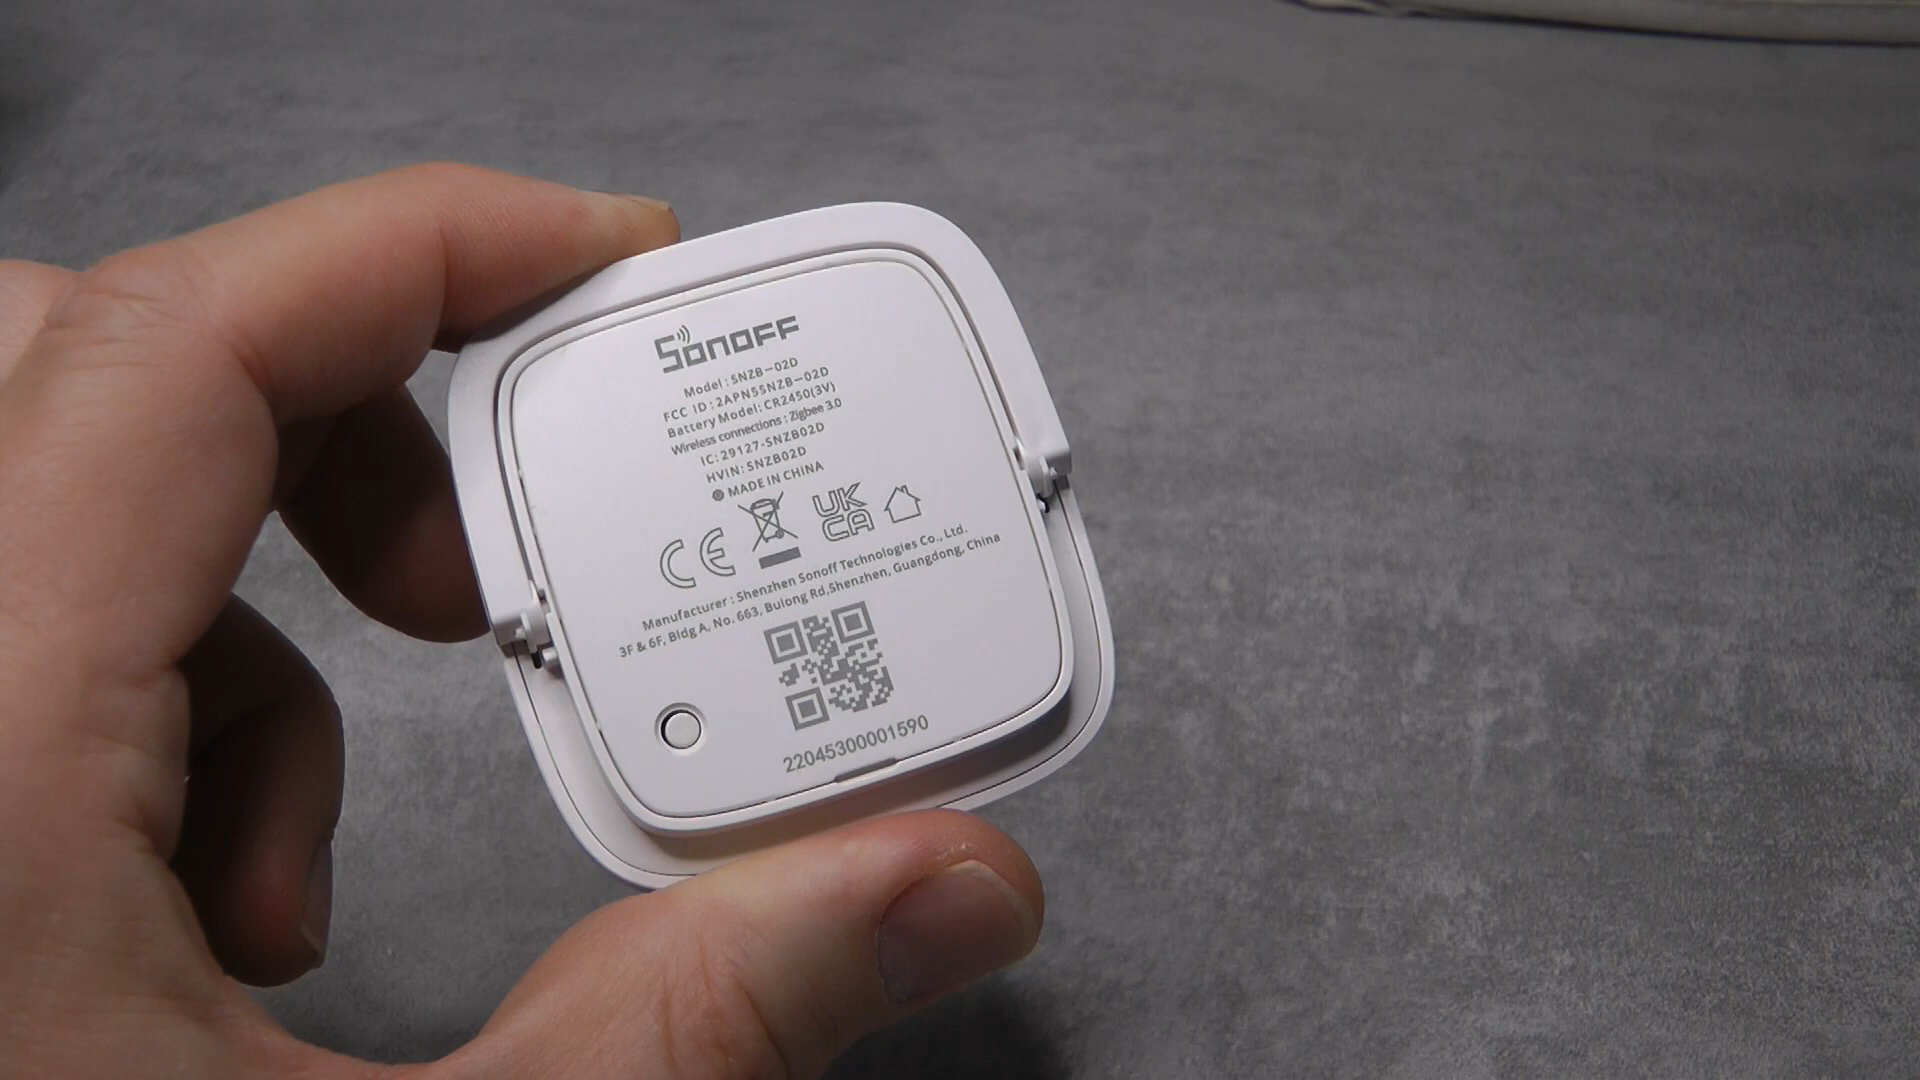 SONOFF
Model : SNZB-02D
FCC ID : 2APN5SNZB-02D
Battery Model: CR2450(3V)
Wireless connections : Zigbee 3.0
IC: 29127-SNZB02D
HVIN: SNZB02D
MADE IN CHINA
CE UK CA
Manufacturer : Shenzhen Sonoff Technologies Co., Ltd.
3F & 6F, Bldg A, No. 663, Bulong Rd,Shenzhen, Guangdong, China
22045300001590